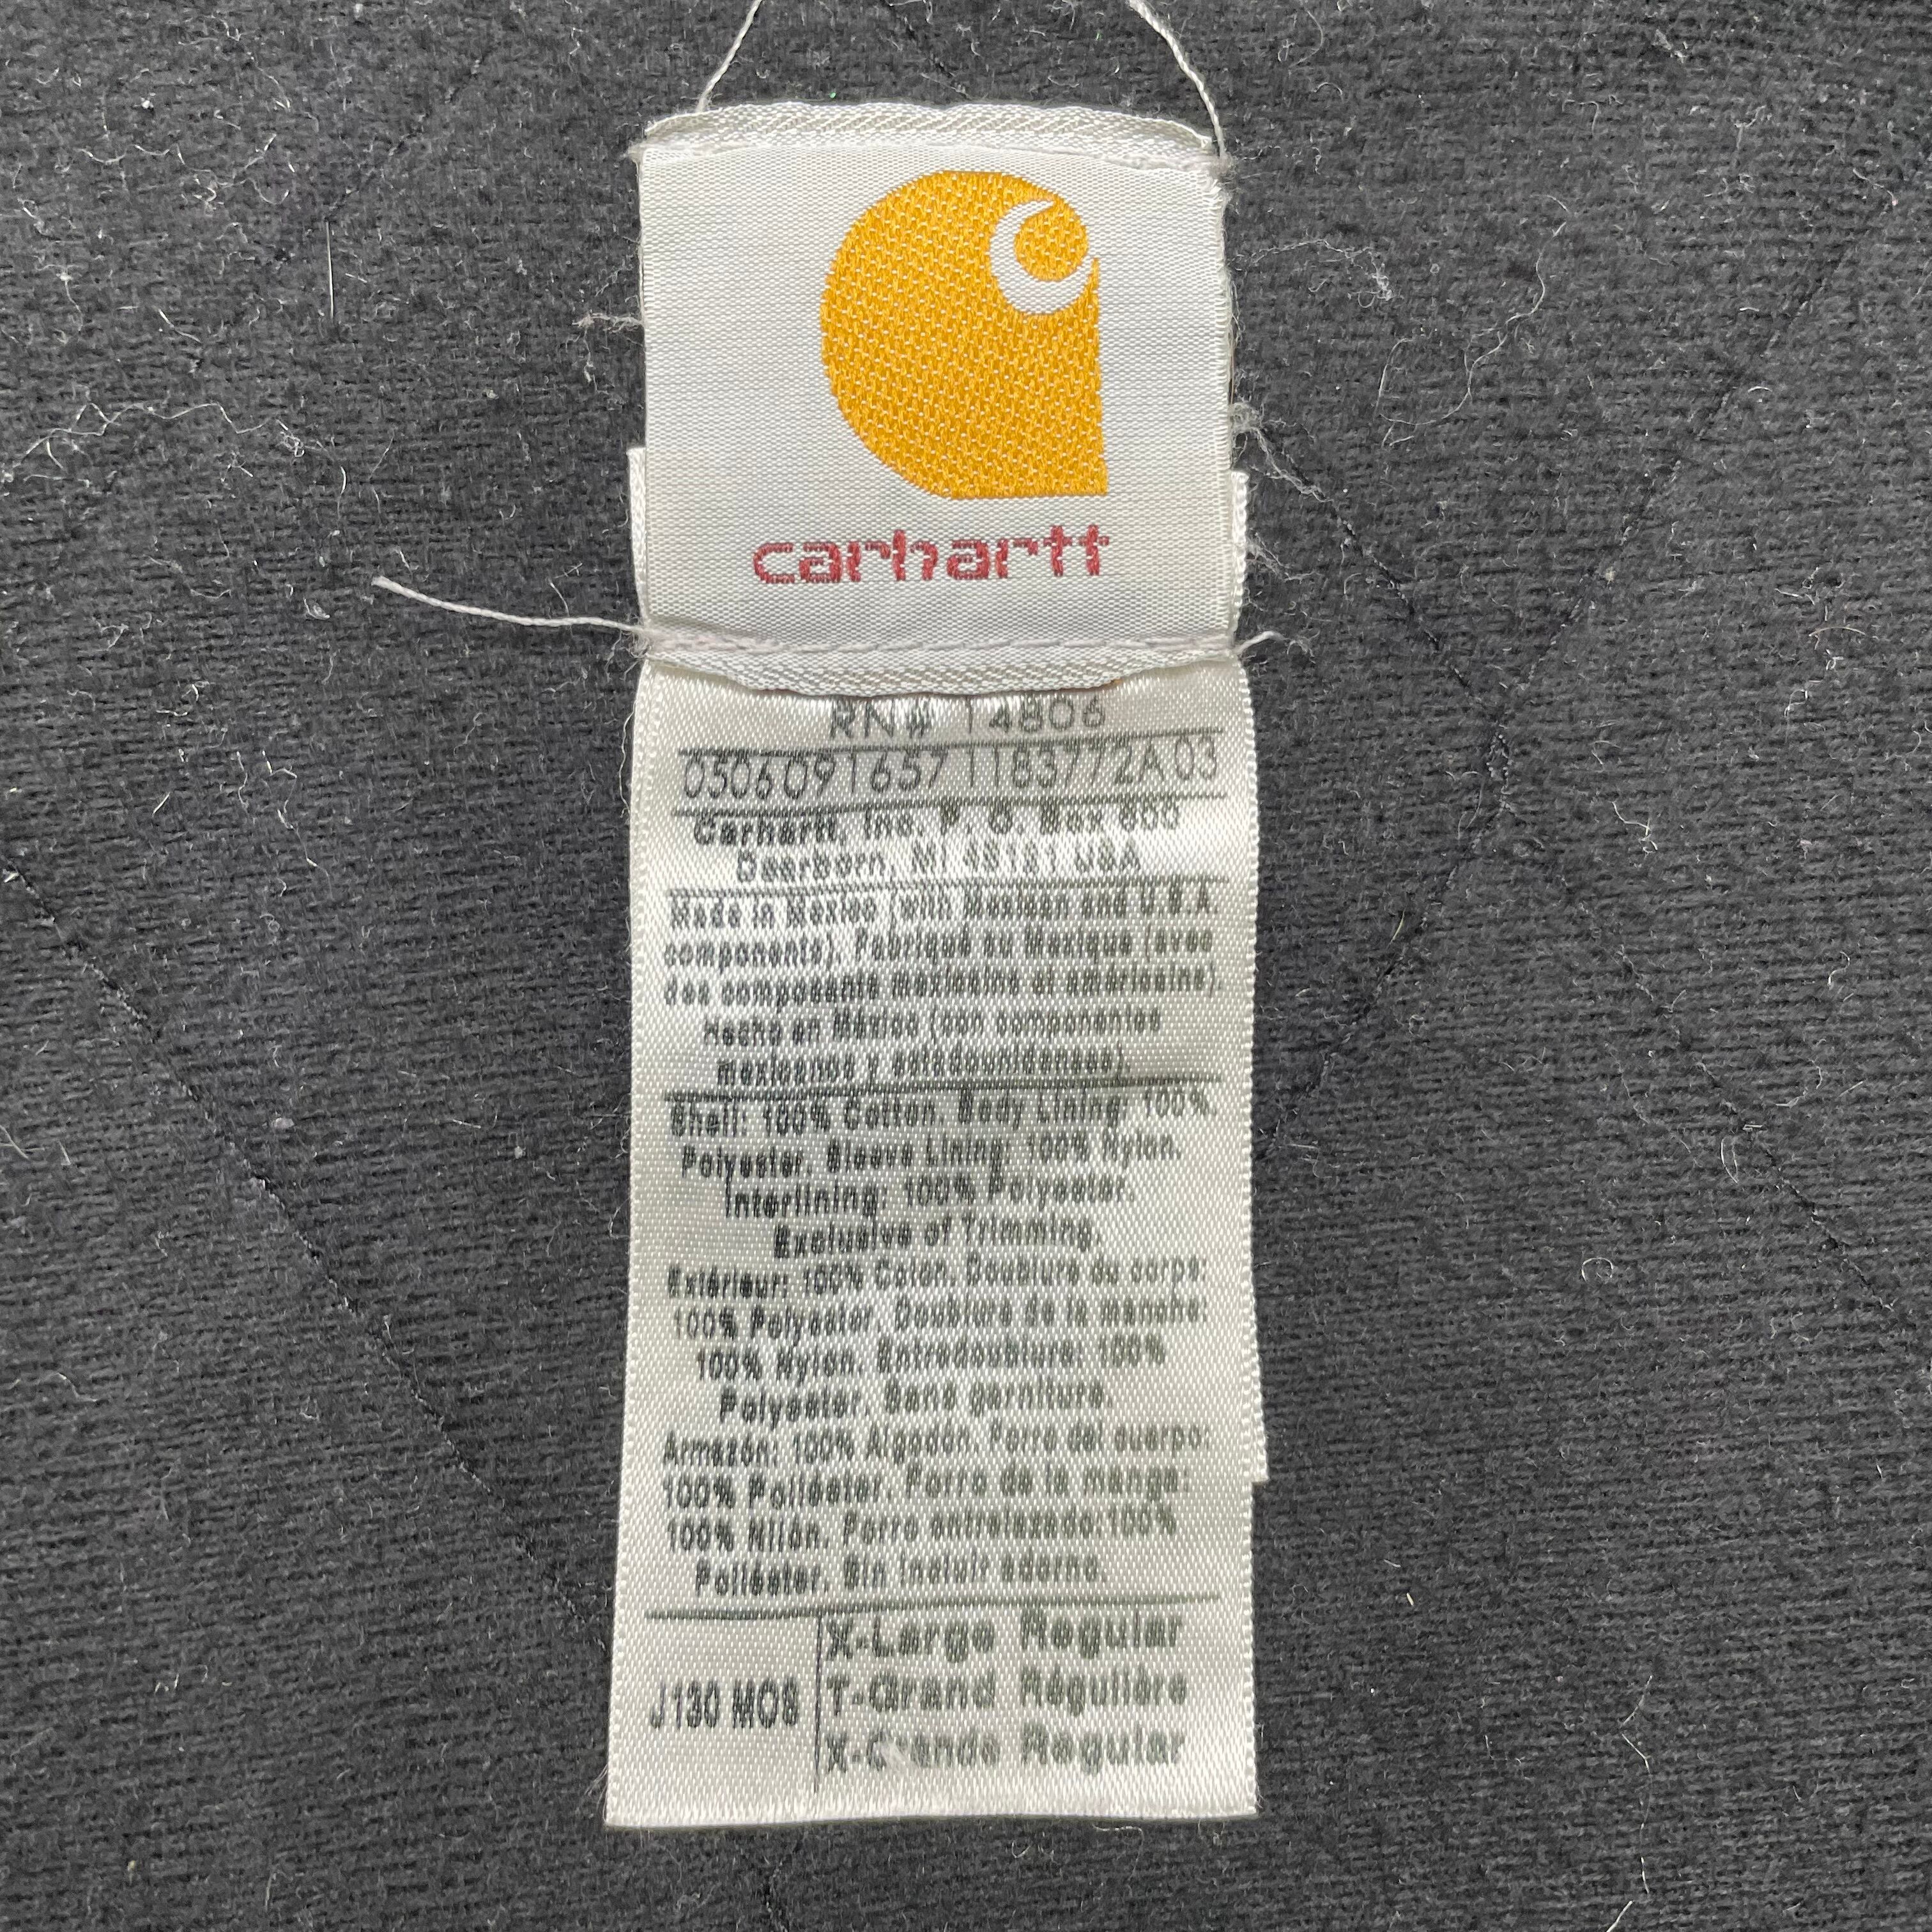 carhartt
RN# 14806
0506091657 1183772A 03
Carhartt, Inc. P. O. Box 600
Dearborn, MI 48121 USA
Made in Mexico (with Mexican and U.S.A.
components). Fabriqué au Mexique (avec
des composants mexicains et américains).
Hecho en México (con componentes
mexicanos y estadounidenses)
Shell: 100% Cotton. Body Lining: 100%
Polyester. Sleeve Lining: 100% Nylon.
Interlining: 100% Polyester.
Exclusive of Trimming.
Extérieur: 100% Coton. Doublure du corps
100% Polyester. Doublure de la manche:
100% Nylon. Entredoublure: 100%
Polyester. Sans garniture.
Armazón: 100% Algodón. Forro del cuerpo:
100% Poliéster. Forro de la manga:
100% Nilón. Forro entrelazado:100%
Poliéster. Sin incluir adorno.
J130 MOS
X-Large Regular
T-Grand Régulière
X-Grande Regular